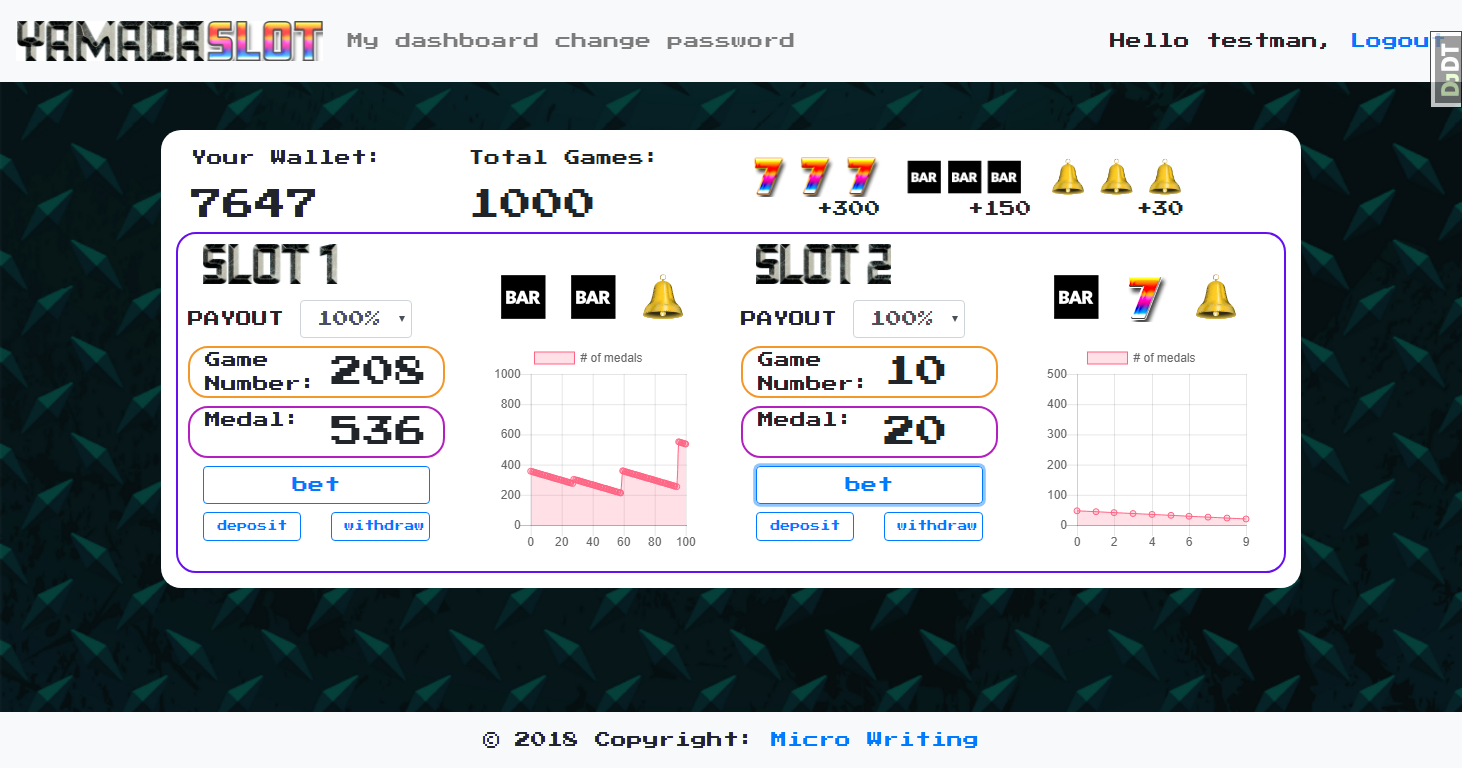 YAMADASLOT My dashboard change password Hello testman, Logout
DjDT
Your Wallet: Total Games:
7647 1000
7 7 7 BAR BAR BAR
+300 +150 +30
SLOT 1
BAR BAR
PAYOUT 100%
Game Number: 208
Medal: 536
bet
deposit withdraw
# of medals
1000
800
600
400
200
0
0 20 40 60 80 100
SLOT 2
BAR 7
PAYOUT 100%
Game Number: 10
Medal: 20
bet
deposit withdraw
# of medals
500
400
300
200
100
0
0 2 4 6 9
© 2018 Copyright: Micro Writing